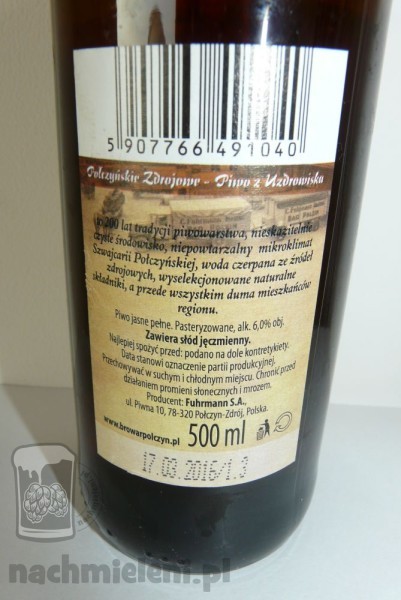 5 907766 491040
Połczyńskie Zdrojowe - Piwo z Uzdrowiska
200 lat tradycji piwowarstwa, nieskazitelnie
czyste środowisko, niepowtarzalny mikroklimat
Szwajcarii Połczyńskiej, woda czerpana ze źródeł
zdrojowych, wyselekcjonowane naturalne
składniki, a przede wszystkim duma mieszkańców
regionu.
Piwo jasne pełne. Pasteryzowane, alk. 6,0% obj.
Zawiera słód jęczmienny.
Najlepiej spożyć przed: podano na dole kontretykiety.
Data stanowi oznaczenie partii produkcyjnej.
Przechowywać w suchym i chłodnym miejscu. Chronić przed
działaniem promieni słonecznych i mrozem.
Producent: Fuhrmann S.A.,
ul. Piwna 10, 78-320 Połczyn-Zdrój, Polska.
www.browarpolczyn.pl 500 ml
17.03.2016/1.3
nachmieleni.pl